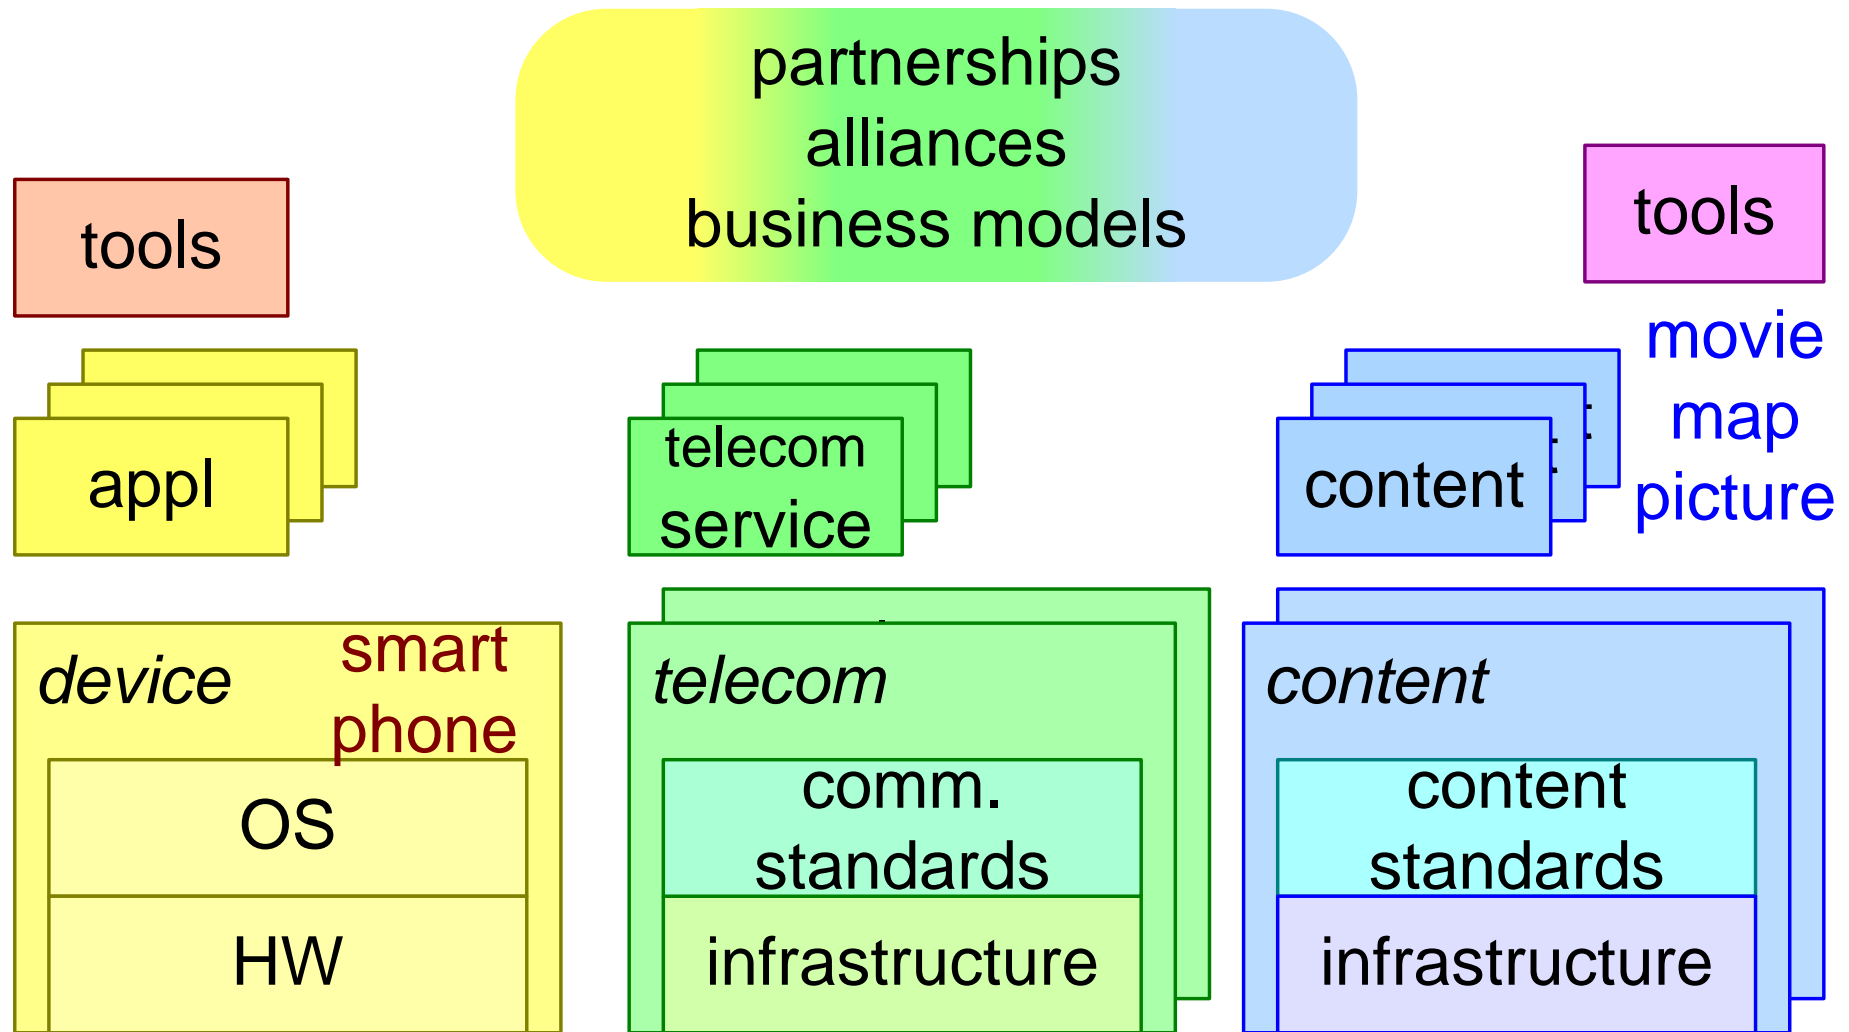 partnerships
alliances
business models
tools
tools
movie
map
picture
appl
telecom
service
content
device
smart
phone
OS
HW
telecom
comm.
standards
infrastructure
content
content
standards
infrastructure